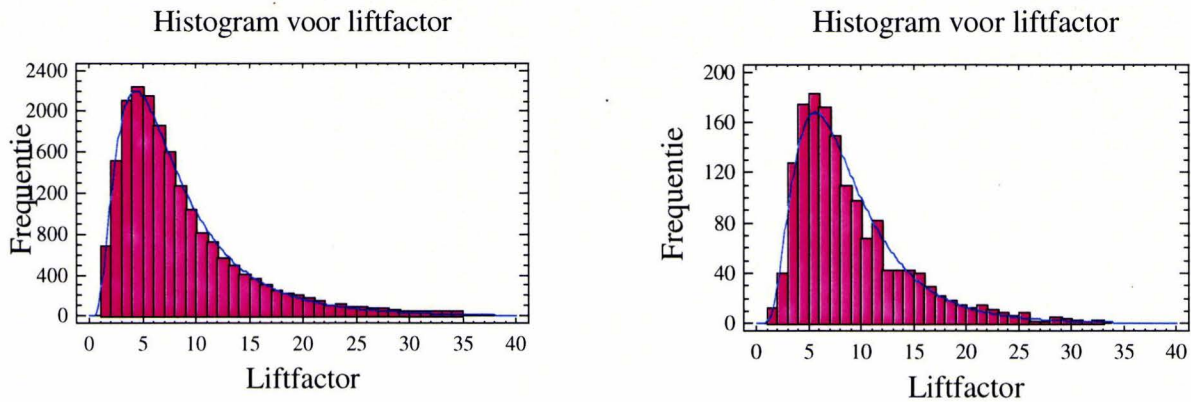 Histogram voor liftfactor
Frequentie
2400
2000
1600
1200
800
400
0
0 5 10 15 20 25 30 35 40
Liftfactor
Histogram voor liftfactor
Frequentie
200
160
120
80
40
0
0 5 10 15 20 25 30 35 40
Liftfactor